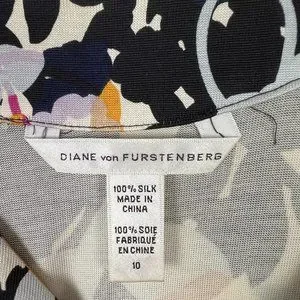 DIANE VON FURSTENBERG
100% SILK
MADE IN
CHINA
100% SOIE
FABRIQUÉ
EN CHINE
10